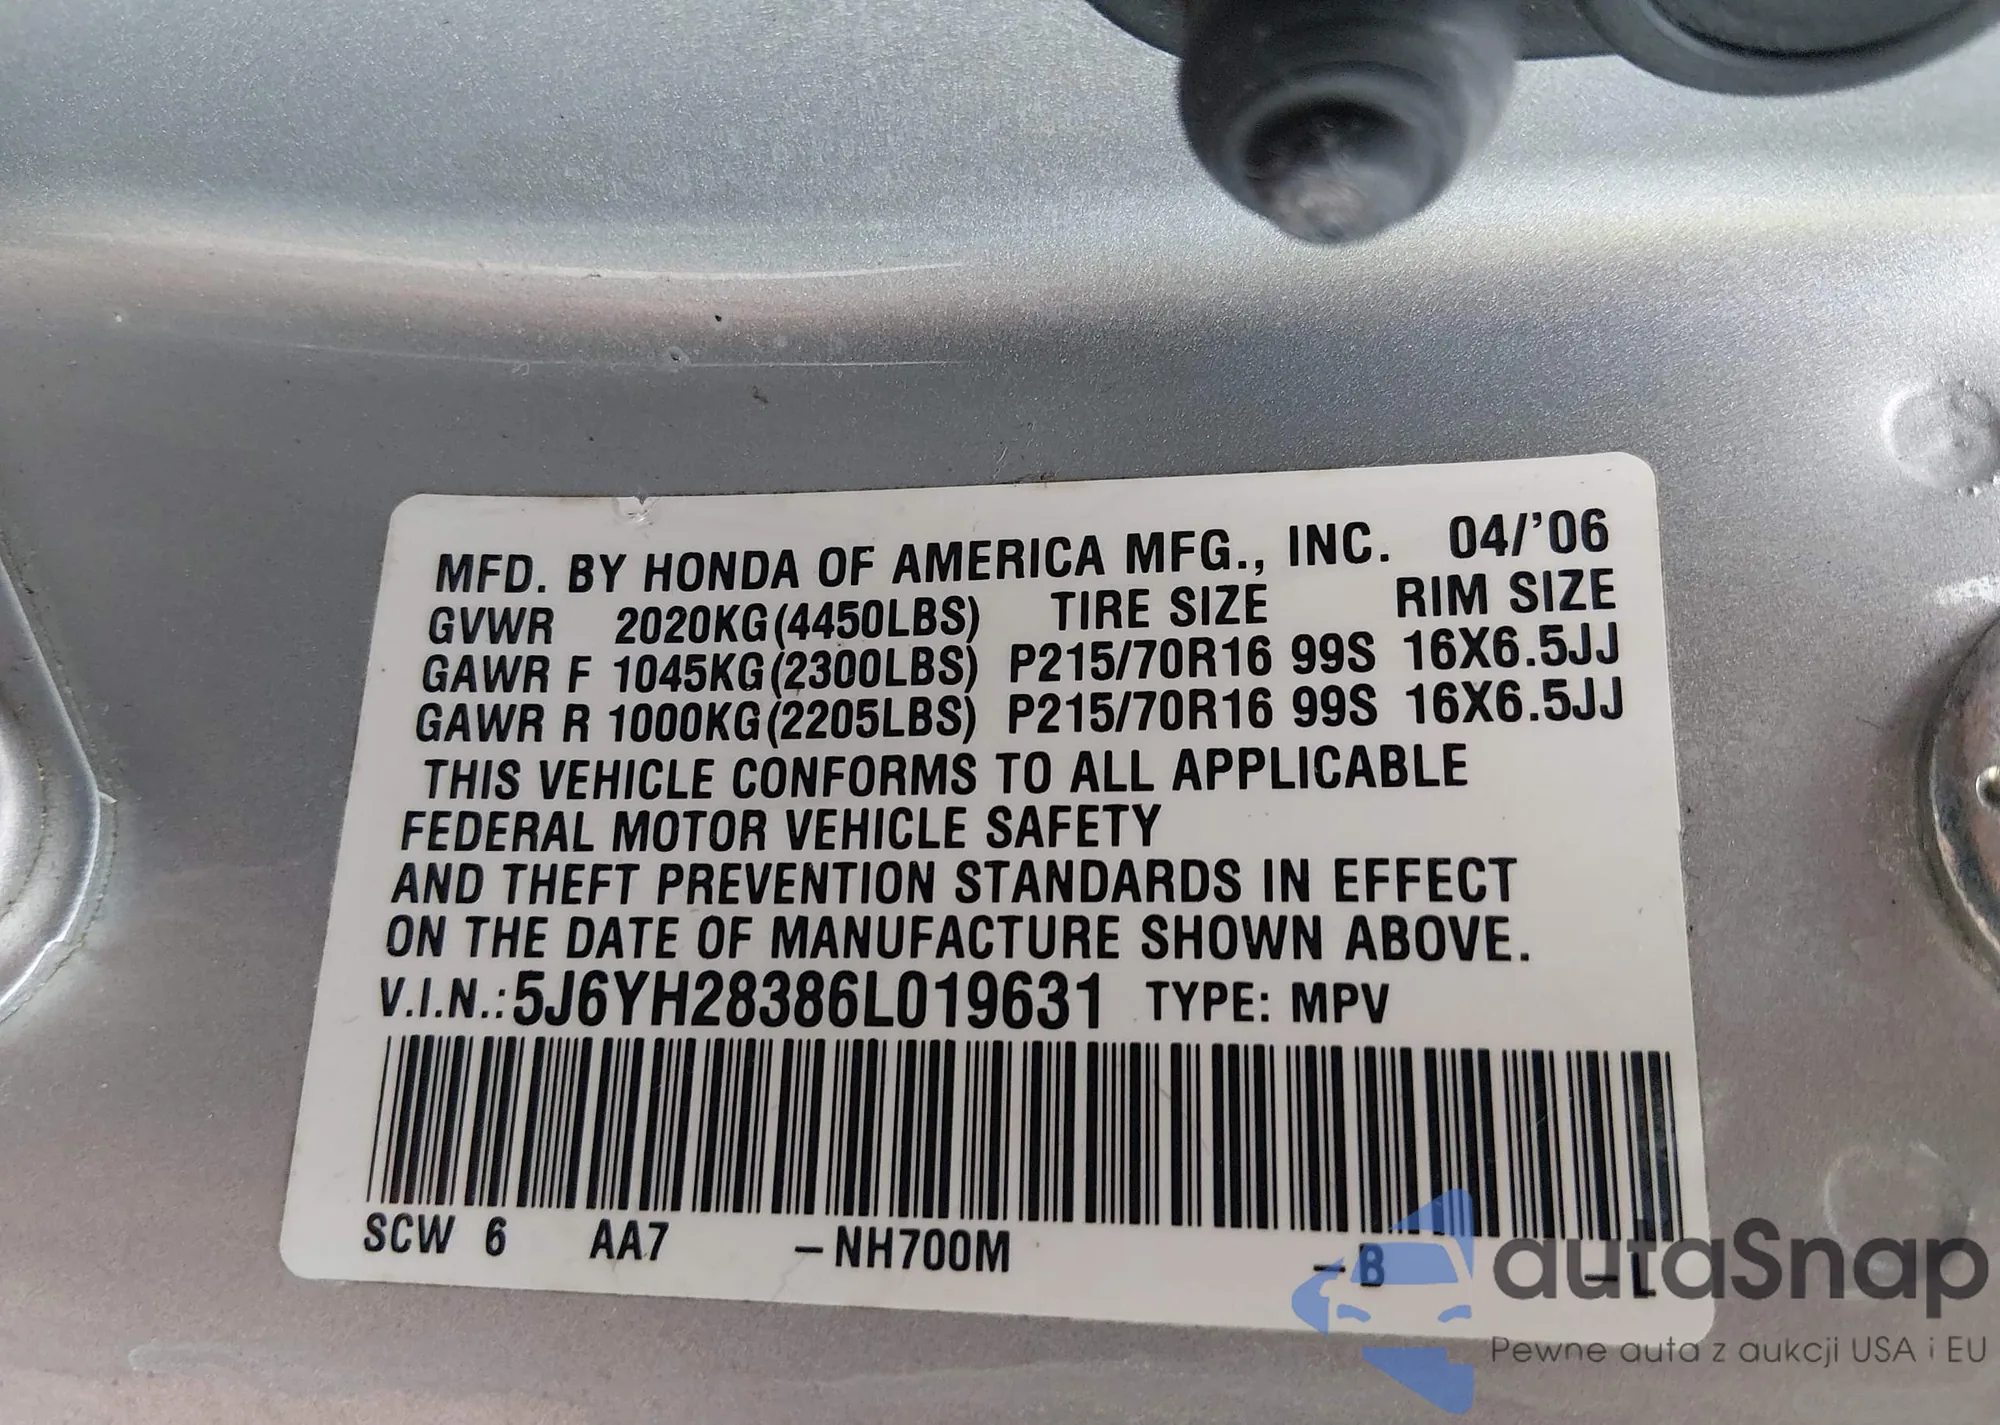 MFD. BY HONDA OF AMERICA MFG., INC. 04/'06
GVWR 2020KG(4450LBS) TIRE SIZE RIM SIZE
GAWR F 1045KG(2300LBS) P215/70R16 99S 16X6.5JJ
GAWR R 1000KG(2205LBS) P215/70R16 99S 16X6.5JJ
THIS VEHICLE CONFORMS TO ALL APPLICABLE
FEDERAL MOTOR VEHICLE SAFETY
AND THEFT PREVENTION STANDARDS IN EFFECT
ON THE DATE OF MANUFACTURE SHOWN ABOVE.
V.I.N.:5J6YH28386L019631 TYPE: MPV
SCW 6 AA7 -NH700M -B -L
autaSnap
Pewne auta z aukcji USA i EU